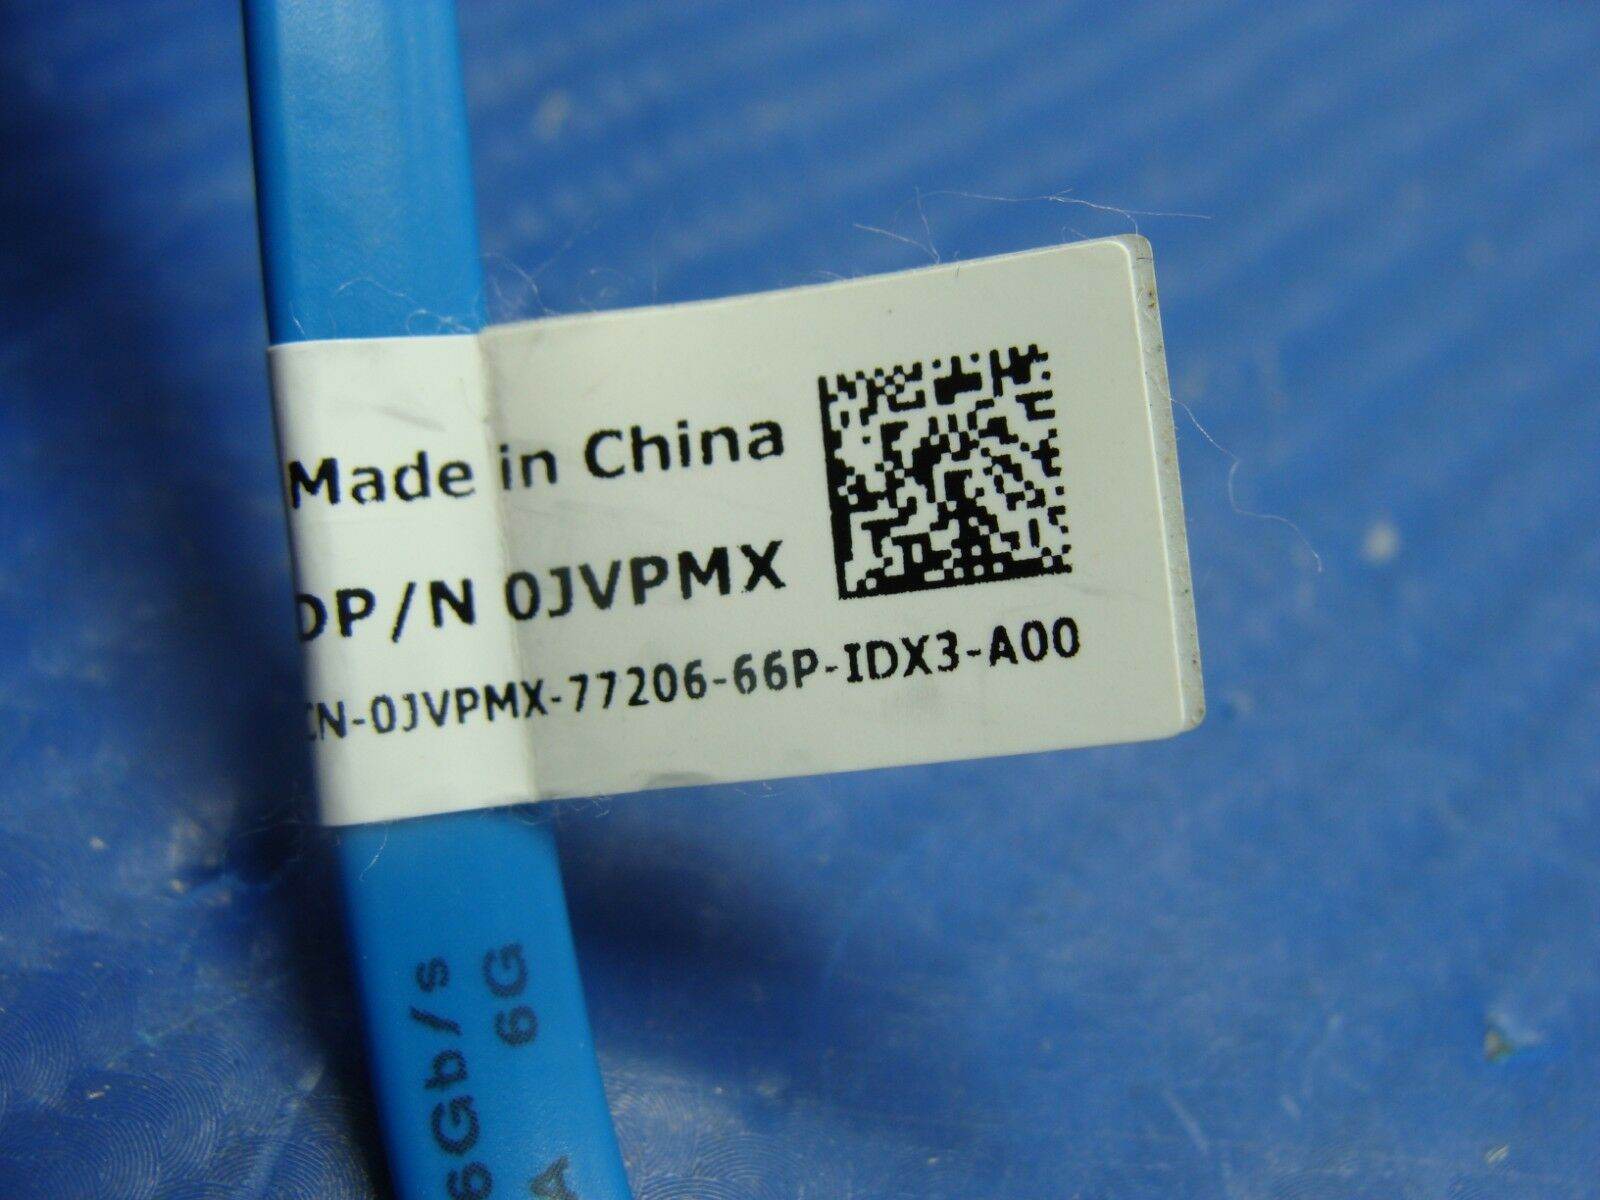 Made in China
DP/N 0JVPMX
CN-0JVPMX-77206-66P-IDX3-A00
6Gb/s
6G
A